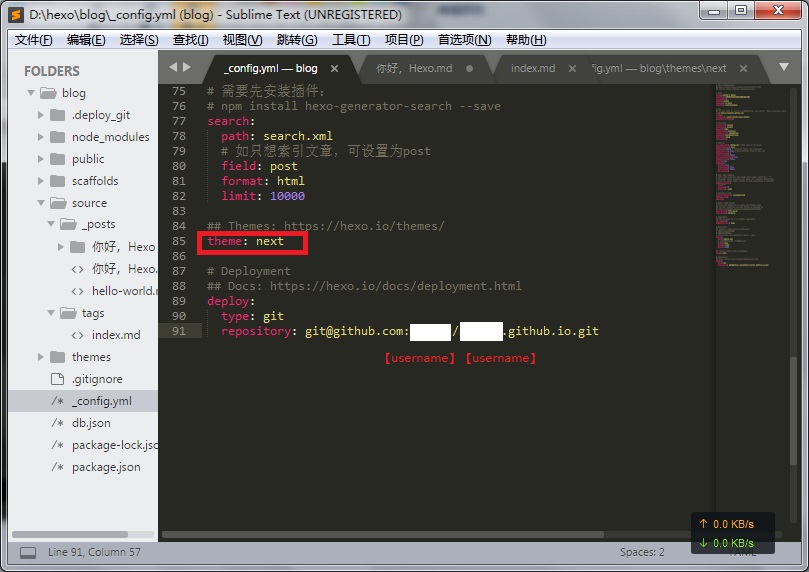 D:\hexo\blog\_config.yml (blog) - Sublime Text (UNREGISTERED)
文件(F) 编辑(E) 选择(S) 查找(I) 视图(V) 跳转(G) 工具(T) 项目(P) 首选项(N) 帮助(H)
FOLDERS
blog
.deploy_git
node_modules
public
scaffolds
source
_posts
你好，Hexo
你好，Hexo.
hello-world.
tags
index.md
themes
.gitignore
/* _config.yml
/* db.json
/* package-lock.jso
/* package.json
_config.yml — blog
你好，Hexo.md
index.md
fig.yml — blog\themes\next
75 # 需要先安装插件：
76 # npm install hexo-generator-search --save
77 search:
78 path: search.xml
79 # 如只想索引文章，可设置为post
80 field: post
81 format: html
82 limit: 10000
83
84 ## Themes: https://hexo.io/themes/
85 theme: next
86
87 # Deployment
88 ## Docs: https://hexo.io/docs/deployment.html
89 deploy:
90 type: git
91 repository: git@github.com: / .github.io.git
【username】【username】
↑ 0.0 KB/s
↓ 0.0 KB/s
Line 91, Column 57
Spaces: 2
YAML